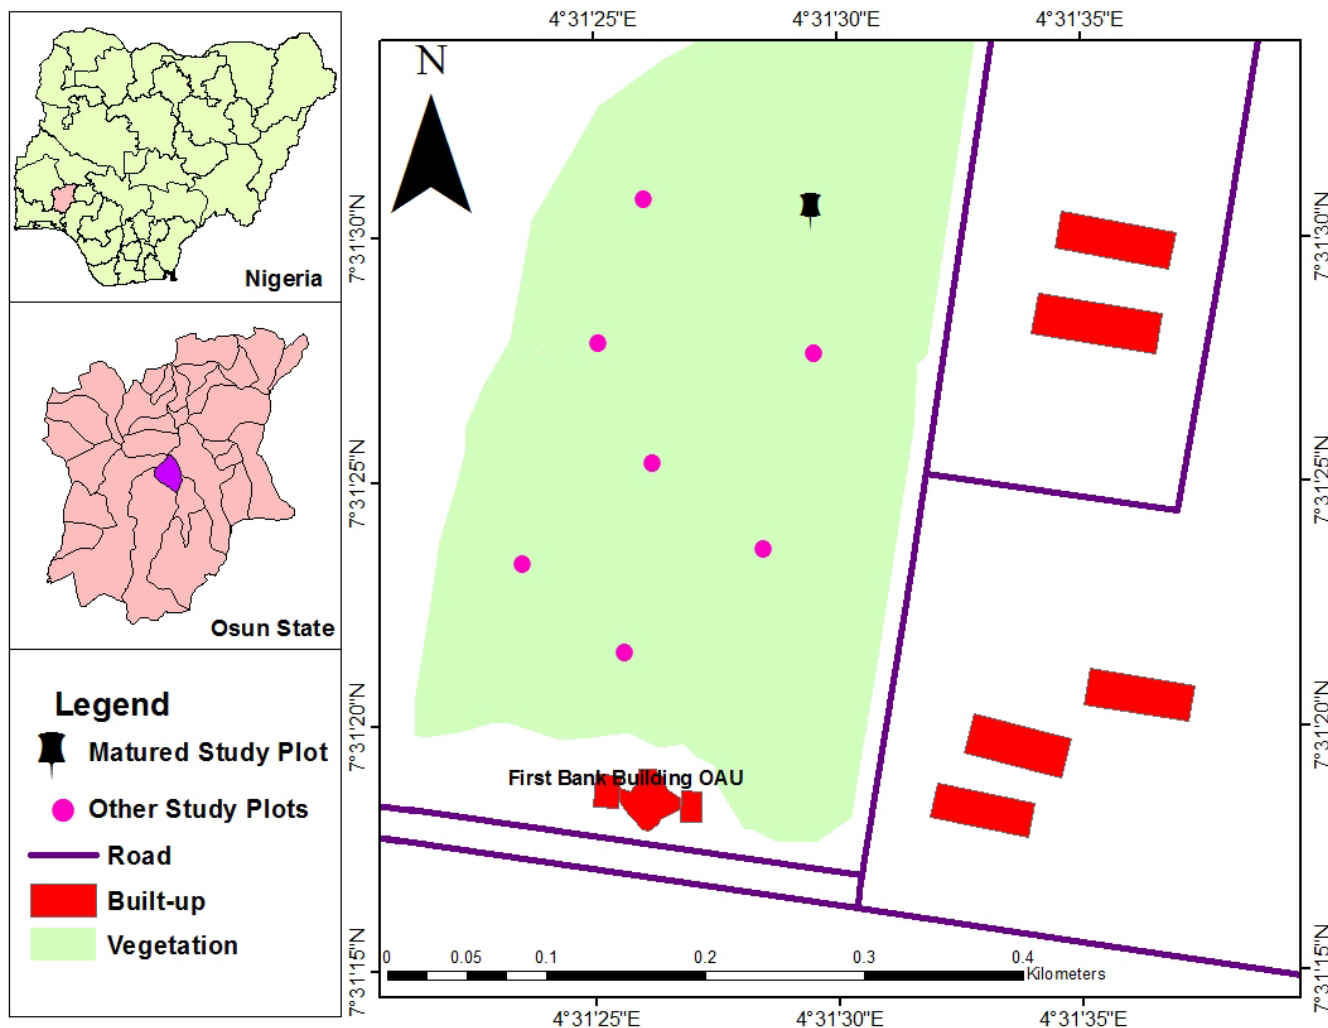 Nigeria
Osun State
Legend
Matured Study Plot
Other Study Plots
Road
Built-up
Vegetation
4°31'25"E 4°31'30"E 4°31'35"E
N
7°31'30"N 7°31'30"N
7°31'25"N 7°31'25"N
7°31'20"N 7°31'20"N
First Bank Building OAU
7°31'15"N 7°31'15"N
0 0.05 0.1 0.2 0.3 0.4
Kilometers
4°31'25"E 4°31'30"E 4°31'35"E